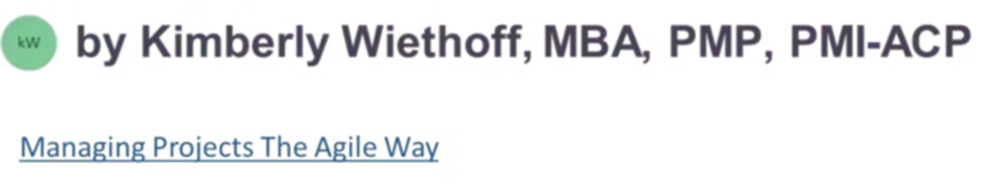 kW
by Kimberly Wiethoff, MBA, PMP, PMI-ACP
Managing Projects The Agile Way